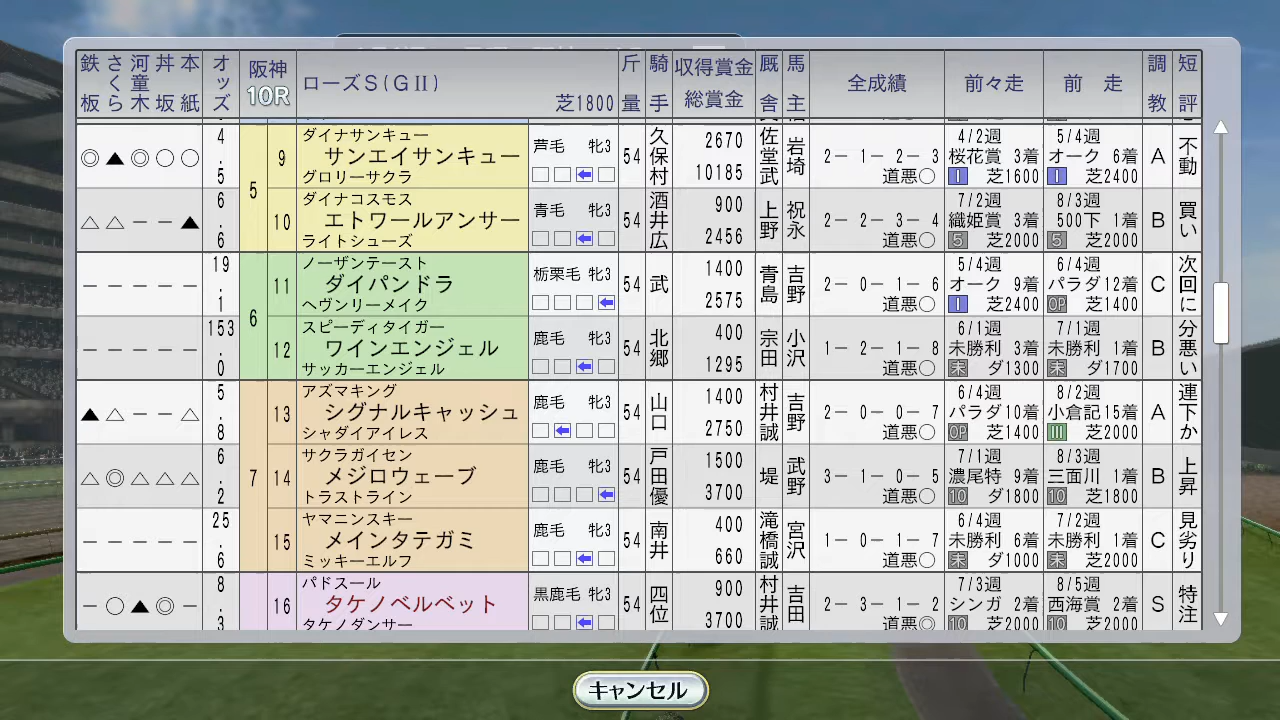 鉄板 さくら 河童木 丼坂 本紙 オッズ 阪神 10R ローズS(GⅡ) 芝1800 斤量 騎手 収得賞金 総賞金 厩舎 馬主 全成績 前々走 前走 調教 短評
◎▲◎○○ 4.5 5 9 ダイナサンキュー 芦毛 牝3 54 久保村 2670 佐堂武 岩埼 2－1－2－3 4/2週 5/4週 A 不動
サンエイサンキュー 桜花賞 3着 オーク 6着
グロリーサクラ 10185 道悪○ Ⅰ 芝1600 Ⅰ 芝2400
△△－－▲ 6.6 10 ダイナコスモス 青毛 牝3 54 酒井広 900 上野 祝永 2－2－3－4 7/2週 8/3週 B 買い
エトワールアンサー 織姫賞 3着 500下 1着
ライトシューズ 2456 道悪○ 5 芝2000 5 芝2000
－－－－－ 19.1 6 11 ノーザンテースト 栃栗毛 牝3 54 武 1400 青島 吉野 2－0－1－6 5/4週 6/4週 C 次回に
ダイパンドラ オーク 9着 パラダ12着
ヘヴンリーメイク 2575 道悪○ Ⅰ 芝2400 OP 芝1400
－－－－－ 153.0 12 スピーディタイガー 鹿毛 牝3 54 北郷 400 宗田 小沢 1－2－1－8 6/1週 7/1週 B 分悪い
ワインエンジェル 未勝利 3着 未勝利 1着
サッカーエンジェル 1295 道悪○ 未 ダ1300 未 ダ1700
▲△－－△ 5.8 7 13 アズマキング 鹿毛 牝3 54 山口 1400 村井誠 吉野 2－0－0－7 6/4週 8/2週 A 連下か
シグナルキャッシュ パラダ10着 小倉記15着
シャダイアイレス 2750 道悪○ OP 芝1400 Ⅲ 芝2000
△◎△△△ 6.2 14 サクラガイセン 鹿毛 牝3 54 戸田優 1500 堤 武野 3－1－0－5 7/1週 8/3週 B 上昇
メジロウェーブ 濃尾特 9着 三面川 1着
トラストライン 3700 道悪○ 10 ダ1800 10 芝1800
－－－－－ 25.6 15 ヤマニンスキー 鹿毛 牝3 54 南井 400 滝橋誠 宮沢 1－0－1－7 6/4週 7/2週 C 見劣り
メインタテガミ 未勝利 6着 未勝利 1着
ミッキーエルフ 660 道悪○ 未 ダ1000 未 芝2000
－○▲◎－ 8.3 16 パドスール 黒鹿毛 牝3 54 四位 900 村井誠 吉田 2－3－1－2 7/3週 8/5週 S 特注
タケノベルベット シンガ 2着 西海賞 2着
タケノダンサー 3700 道悪◎ 10 芝2000 10 芝2000
キャンセル